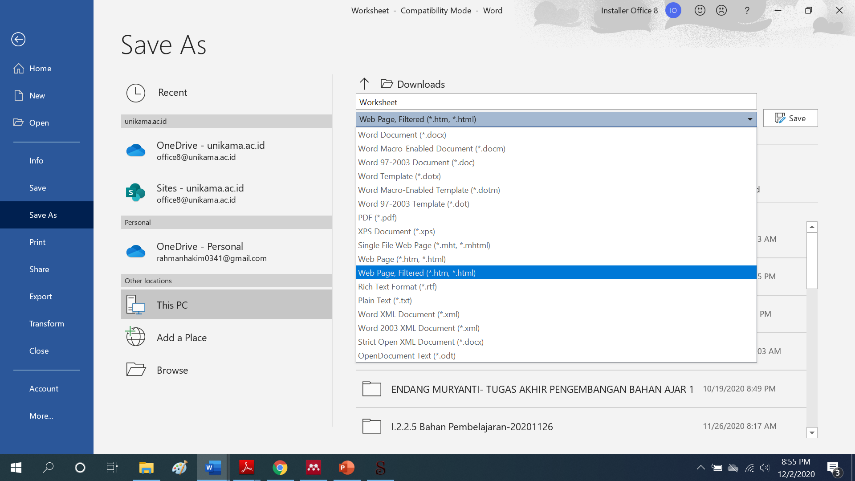 Worksheet - Compatibility Mode - Word
Installer Office 8
IO
?
Save As
Home
New
Open
Info
Save
Save As
Print
Share
Export
Transform
Close
Account
More...
Recent
unikama.ac.id
OneDrive - unikama.ac.id
office8@unikama.ac.id
Sites - unikama.ac.id
office8@unikama.ac.id
Personal
OneDrive - Personal
rahmanhakim0341@gmail.com
Other locations
This PC
Add a Place
Browse
Downloads
Worksheet
Web Page, Filtered (*.htm, *.html)
Save
Word Document (*.docx)
Word Macro-Enabled Document (*.docm)
Word 97-2003 Document (*.doc)
Word Template (*.dotx)
Word Macro-Enabled Template (*.dotm)
Word 97-2003 Template (*.dot)
PDF (*.pdf)
XPS Document (*.xps)
Single File Web Page (*.mht, *.mhtml)
Web Page (*.htm, *.html)
Web Page, Filtered (*.htm, *.html)
Rich Text Format (*.rtf)
Plain Text (*.txt)
Word XML Document (*.xml)
Word 2003 XML Document (*.xml)
Strict Open XML Document (*.docx)
OpenDocument Text (*.odt)
3 AM
5 PM
PM
03 AM
ENDANG MURYANTI- TUGAS AKHIR PENGEMBANGAN BAHAN AJAR 1 10/19/2020 8:49 PM
I.2.2.5 Bahan Pembelajaran-20201126 11/26/2020 8:17 AM
8:55 PM
12/2/2020
3